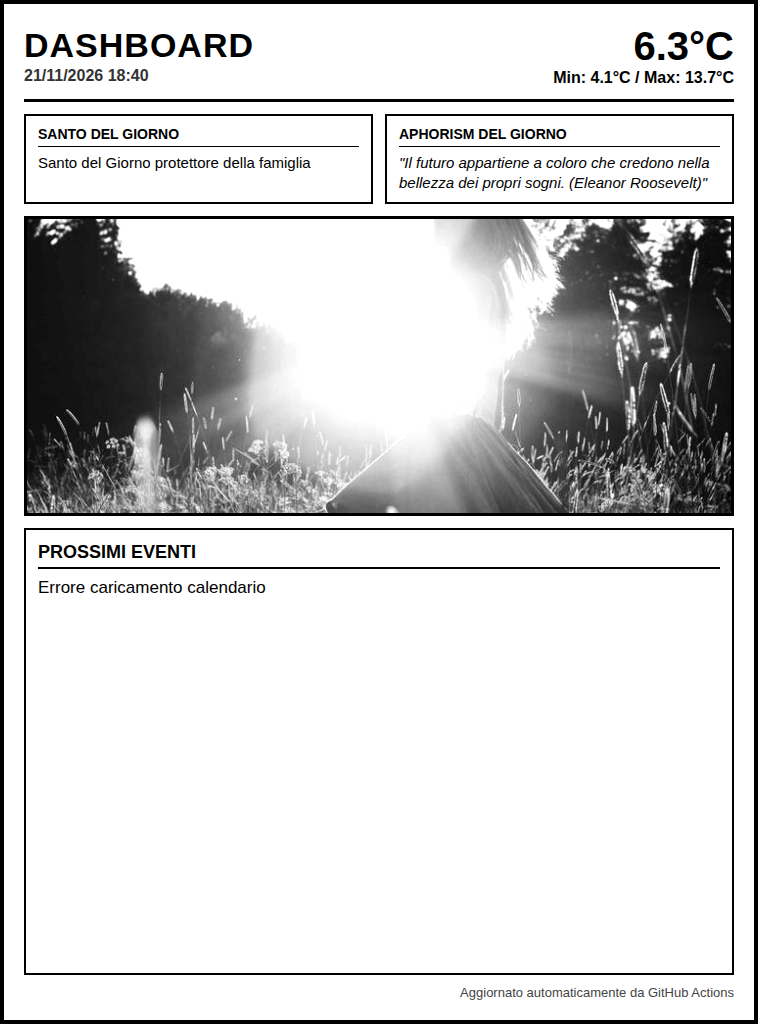 DASHBOARD
21/11/2026 18:40
6.3°C
Min: 4.1°C / Max: 13.7°C
SANTO DEL GIORNO
Santo del Giorno protettore della famiglia
APHORISM DEL GIORNO
"Il futuro appartiene a coloro che credono nella
bellezza dei propri sogni. (Eleanor Roosevelt)"
PROSSIMI EVENTI
Errore caricamento calendario
Aggiornato automaticamente da GitHub Actions